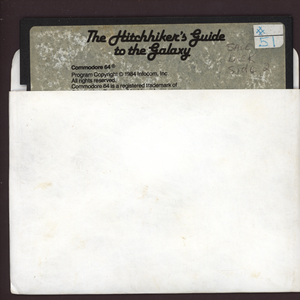 The Hitchhiker's Guide
to the Galaxy
Commodore 64®
Program Copyright © 1984 Infocom, Inc
All rights reserved.
Commodore 64 is a registered trademark of